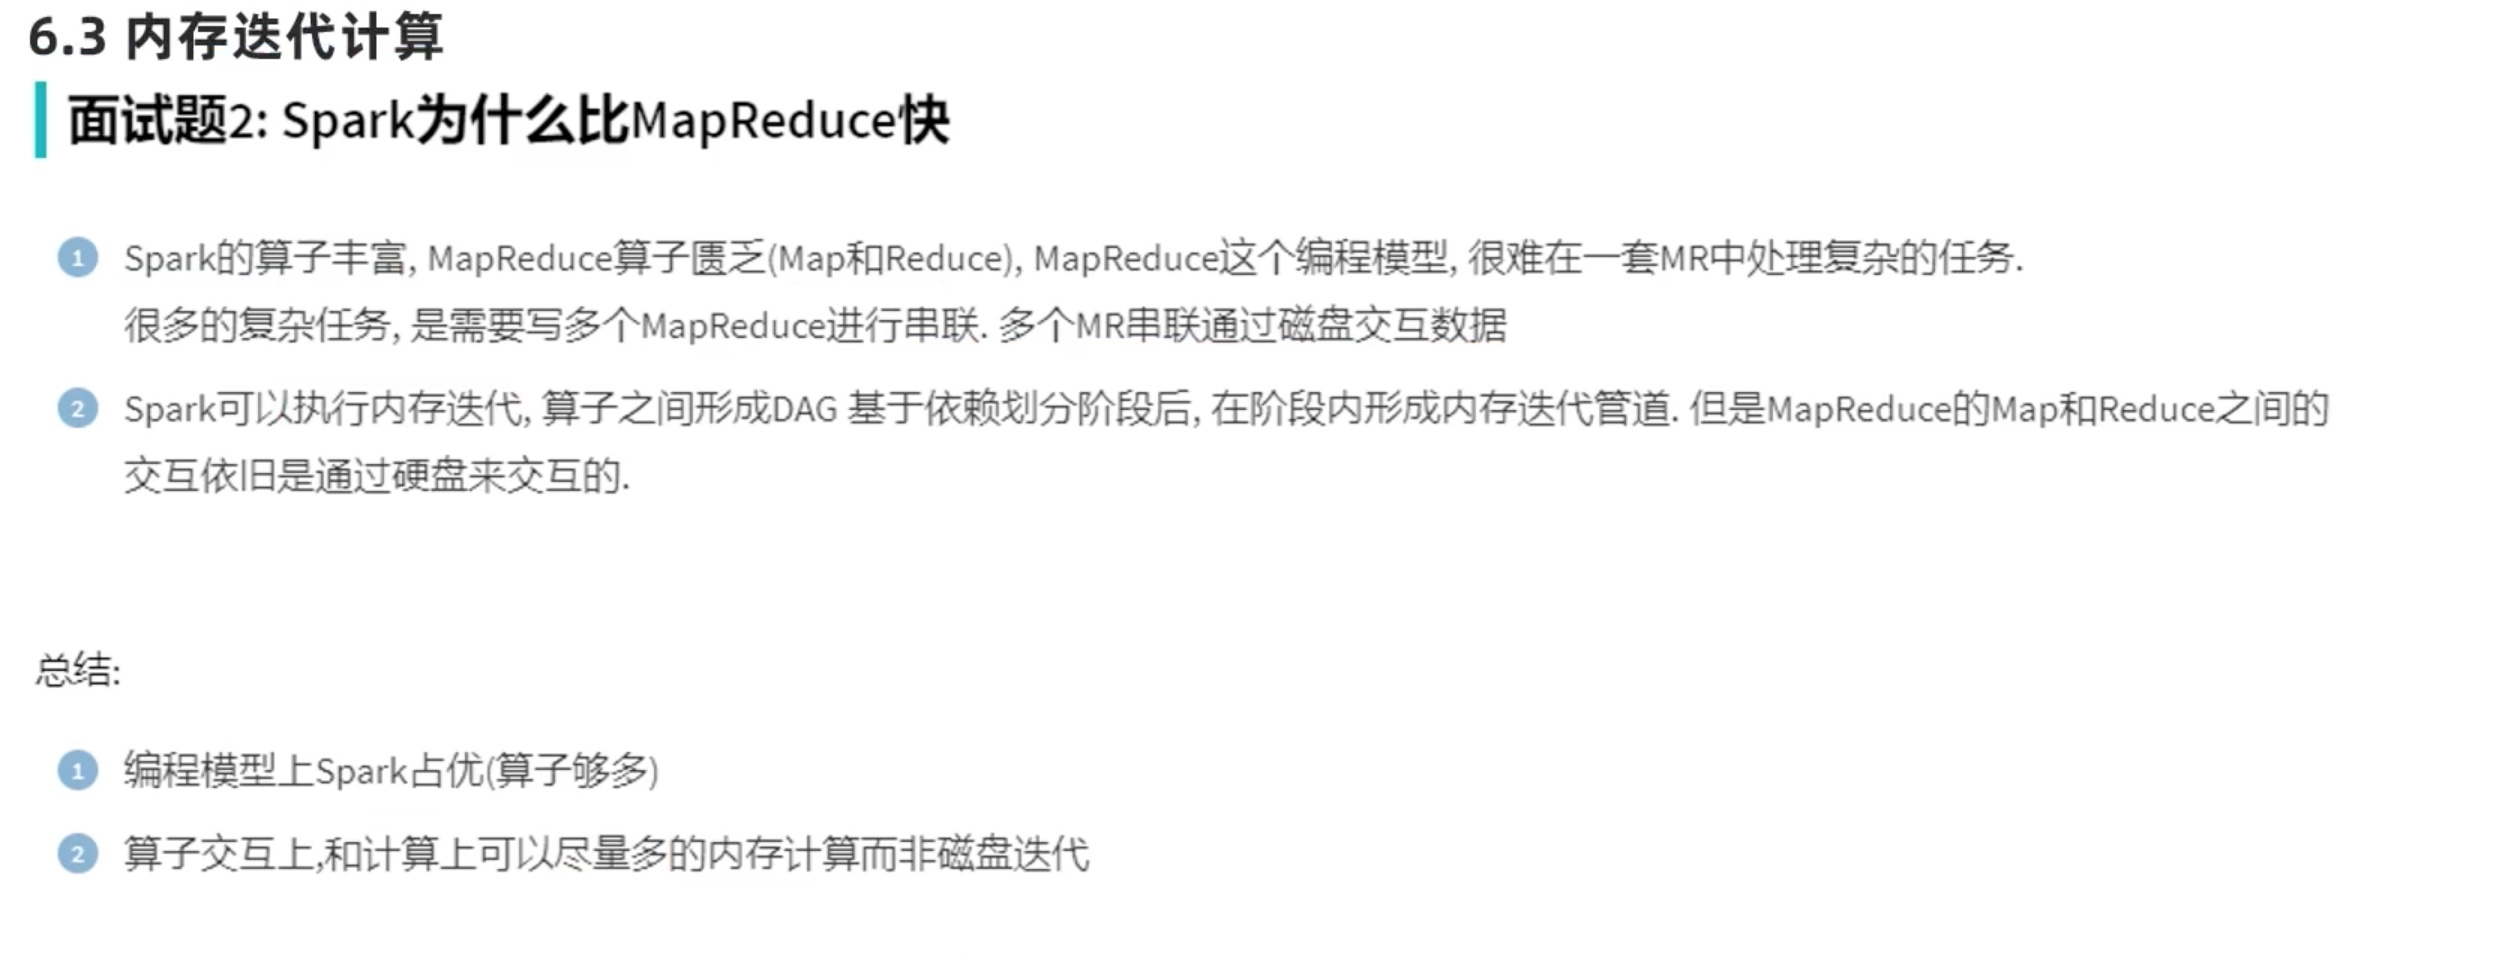 6.3 内存迭代计算
面试题2: Spark为什么比MapReduce快
1 Spark的算子丰富, MapReduce算子匮乏(Map和Reduce), MapReduce这个编程模型, 很难在一套MR中处理复杂的任务.
很多的复杂任务, 是需要写多个MapReduce进行串联. 多个MR串联通过磁盘交互数据
2 Spark可以执行内存迭代, 算子之间形成DAG 基于依赖划分阶段后, 在阶段内形成内存迭代管道. 但是MapReduce的Map和Reduce之间的
交互依旧是通过硬盘来交互的.
总结:
1 编程模型上Spark占优(算子够多)
2 算子交互上,和计算上可以尽量多的内存计算而非磁盘迭代